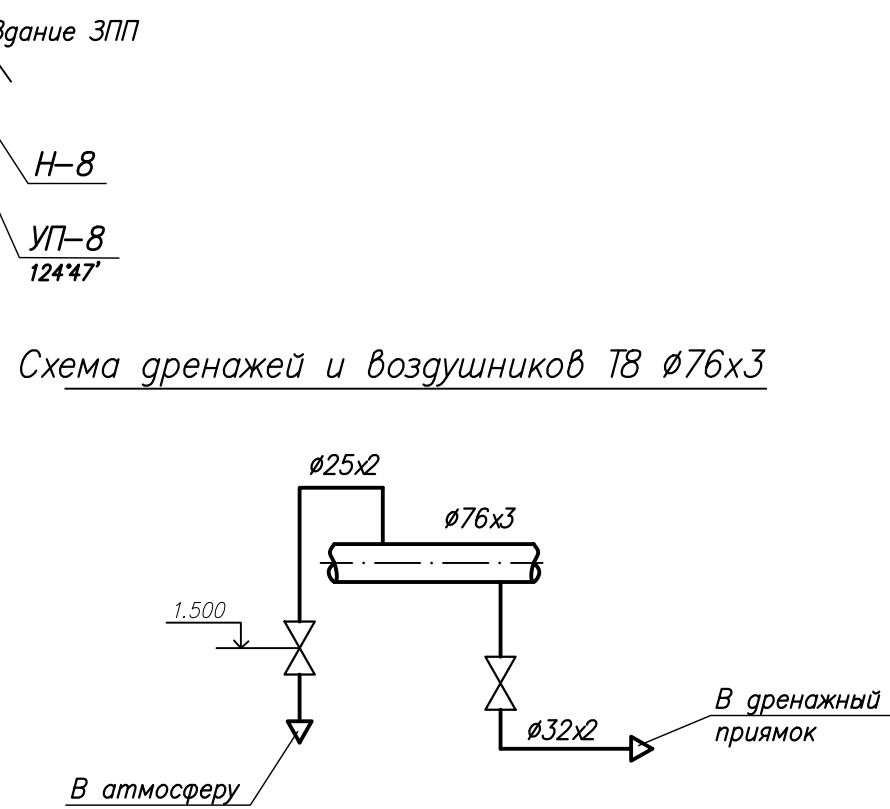 Здание ЗПП
Н-8
УП-8
124°47'
Схема дренажей и воздушников Т8 ø76х3
ø25х2
ø76х3
1.500
В дренажный
приямок
ø32х2
В атмосферу